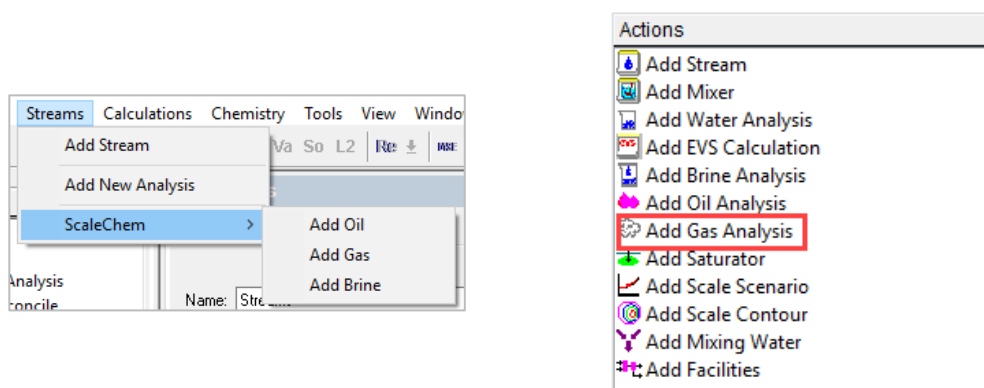 Streams Calculations Chemistry Tools View Windo
Add Stream
Va So L2 Re
Add New Analysis
ScaleChem >
Add Oil
Add Gas
Add Brine
Analysis
Name:
Actions
Add Stream
Add Mixer
Add Water Analysis
Add EVS Calculation
Add Brine Analysis
Add Oil Analysis
Add Gas Analysis
Add Saturator
Add Scale Scenario
Add Scale Contour
Add Mixing Water
Add Facilities